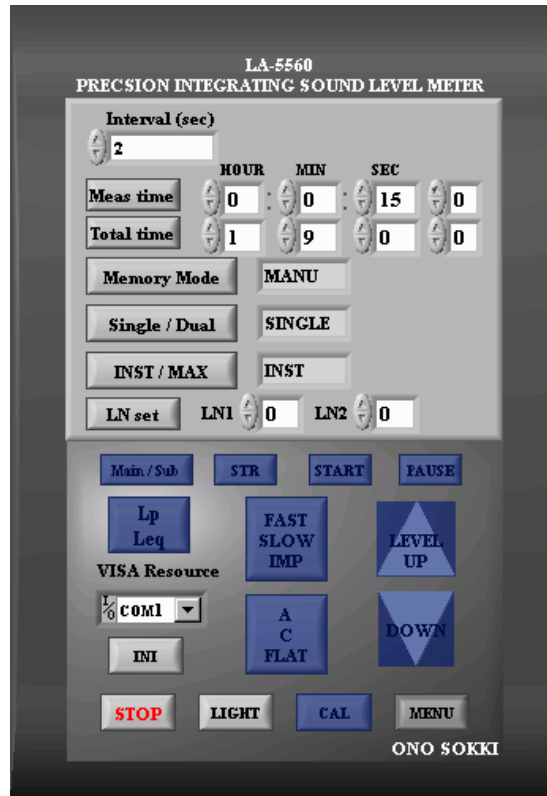 LA-5560
PRECSION INTEGRATING SOUND LEVEL METER
Interval (sec)
2
HOUR MIN SEC
Meas time 0 : 0 : 15 0
Total time 1 9 0 0
Memory Mode MANU
Single / Dual SINGLE
INST / MAX INST
LN set LN1 0 LN2 0
Main / Sub STR START PAUSE
Lp
Leq
FAST
SLOW
IMP
LEVEL
UP
VISA Resource
I/O COM1
A
C
FLAT
DOWN
INI
STOP LIGHT CAL MENU
ONO SOKKI